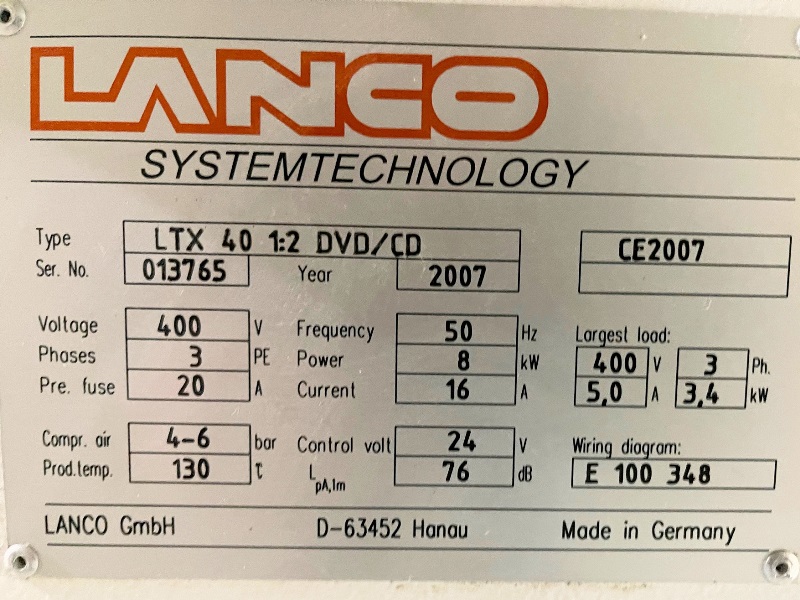 LANCO
SYSTEMTECHNOLOGY
Type LTX 40 1:2 DVD/CD CE2007
Ser. No. 013765 Year 2007
Voltage 400 V Frequency 50 Hz Largest load:
Phases 3 PE Power 8 kW 400 V 3 Ph.
Pre. fuse 20 A Current 16 A 5,0 A 3,4 kW
Compr. air 4-6 bar Control volt 24 V Wiring diagram:
Prod.temp. 130 °C L pA,1m 76 dB E 100 348
LANCO GmbH D-63452 Hanau Made in Germany